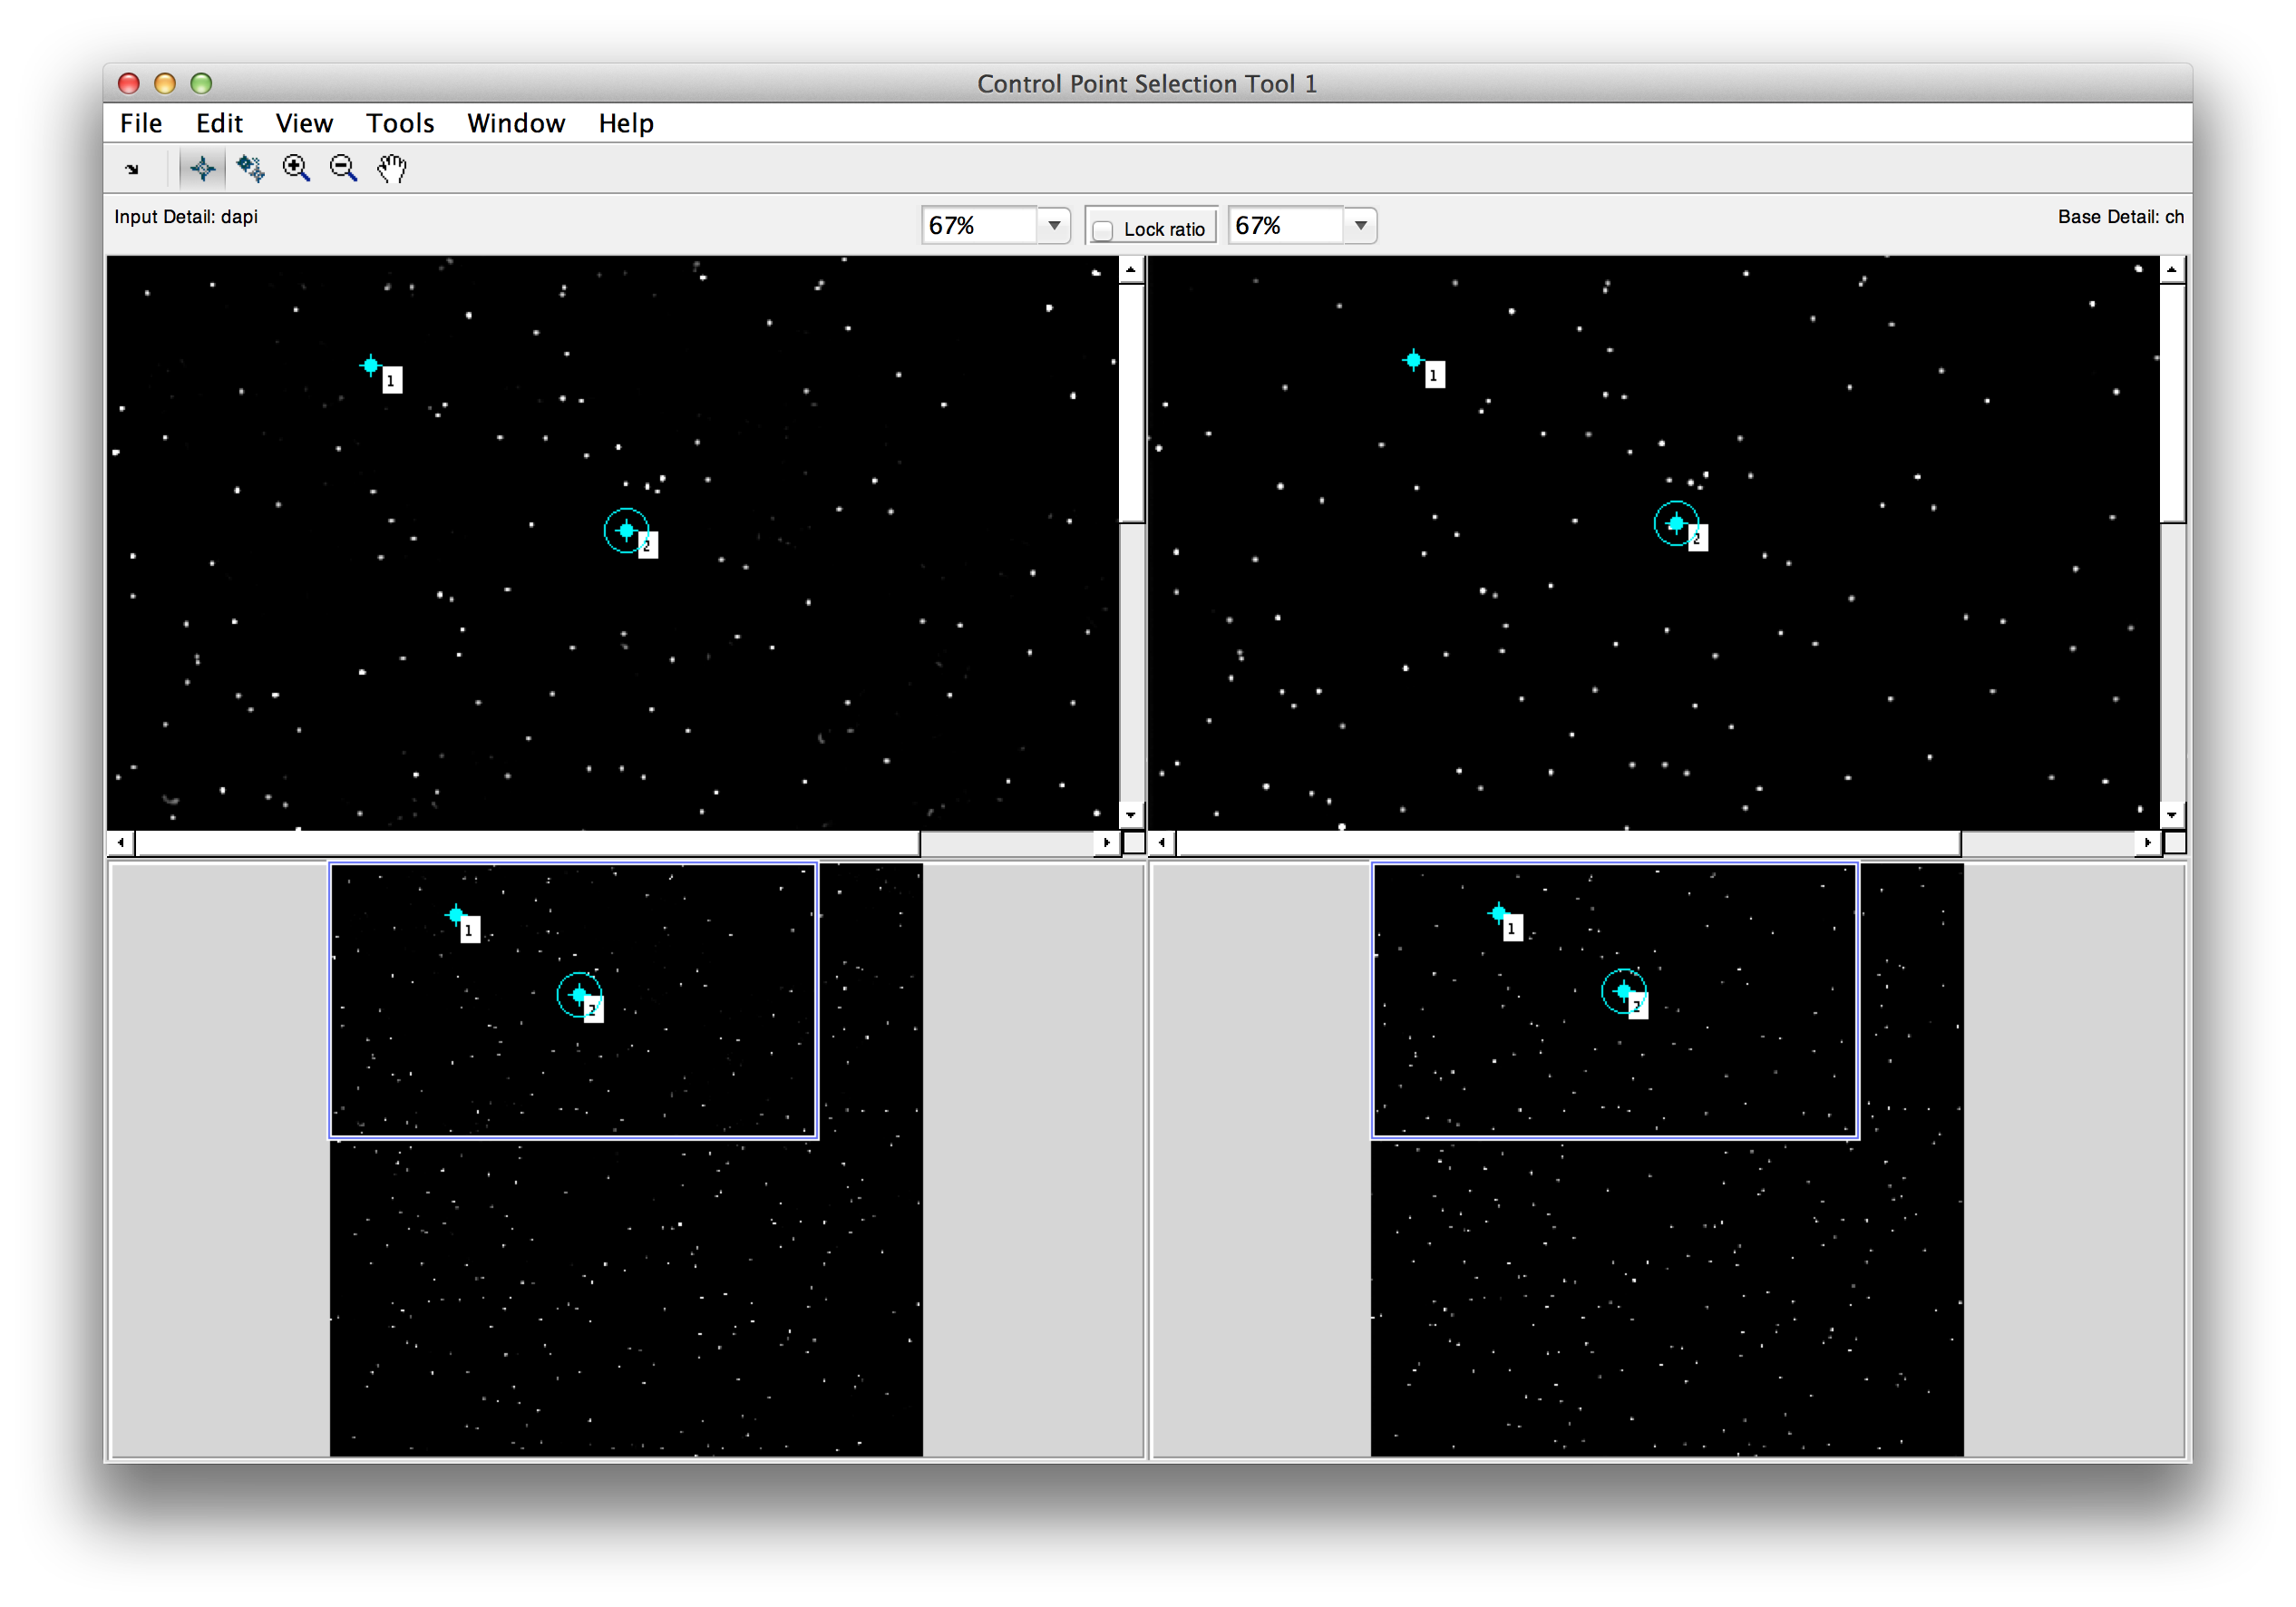 Control Point Selection Tool 1
File Edit View Tools Window Help
Input Detail: dapi 67% Lock ratio 67% Base Detail: ch
1 1
2 2
1 1
2 2